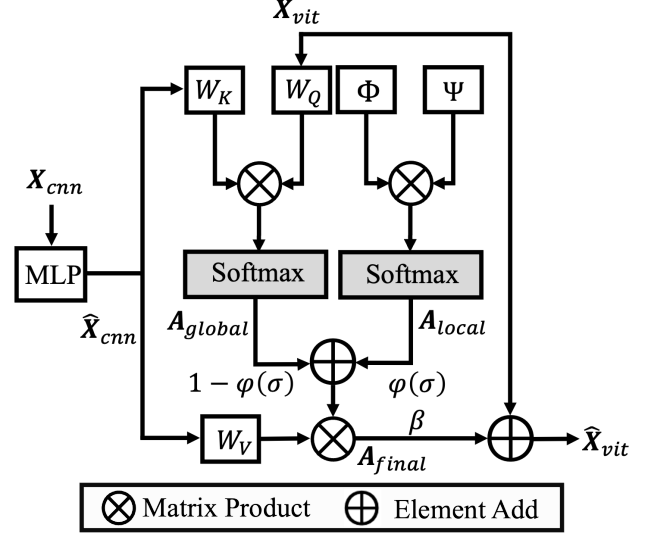 X_vit
W_K W_Q Φ Ψ
X_cnn
MLP
Softmax Softmax
X̂_cnn A_global A_local
1 − φ(σ) φ(σ)
W_V β
A_final X̂_vit
Matrix Product Element Add